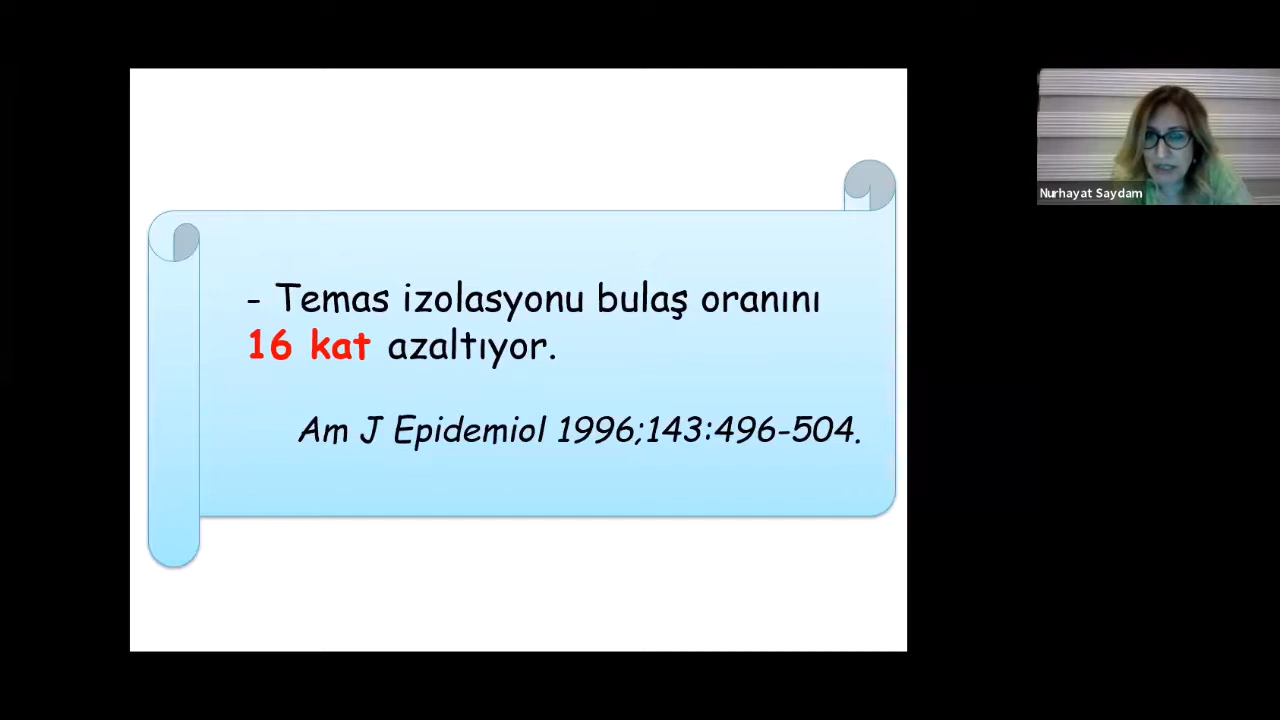 - Temas izolasyonu bulaş oranını
16 kat azaltıyor.
Am J Epidemiol 1996;143:496-504.
Nurhayat Saydam